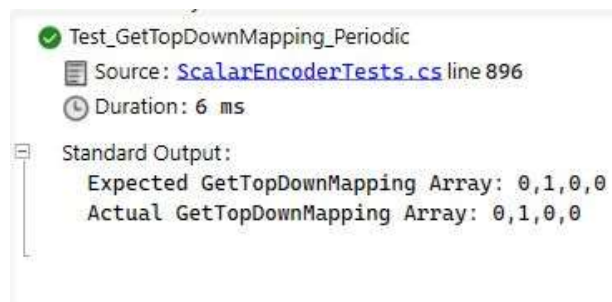 Test_GetTopDownMapping_Periodic
Source: ScalarEncoderTests.cs line 896
Duration: 6 ms
Standard Output:
Expected GetTopDownMapping Array: 0,1,0,0
Actual GetTopDownMapping Array: 0,1,0,0